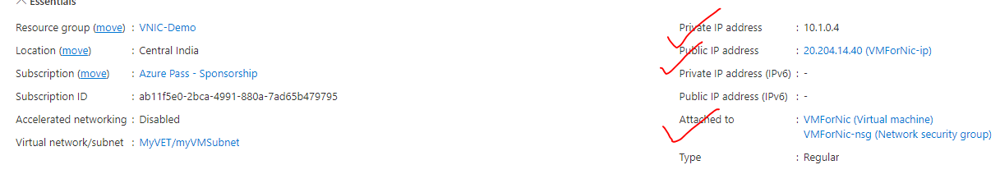 Essentials
Resource group (move) : VNIC-Demo
Location (move) : Central India
Subscription (move) : Azure Pass - Sponsorship
Subscription ID : ab11f5e0-2bca-4991-880a-7ad65b479795
Accelerated networking : Disabled
Virtual network/subnet : MyVET/myVMSubnet
Private IP address : 10.1.0.4
Public IP address : 20.204.14.40 (VMForNic-ip)
Private IP address (IPv6) : -
Public IP address (IPv6) : -
Attached to : VMForNic (Virtual machine)
VMForNic-nsg (Network security group)
Type : Regular